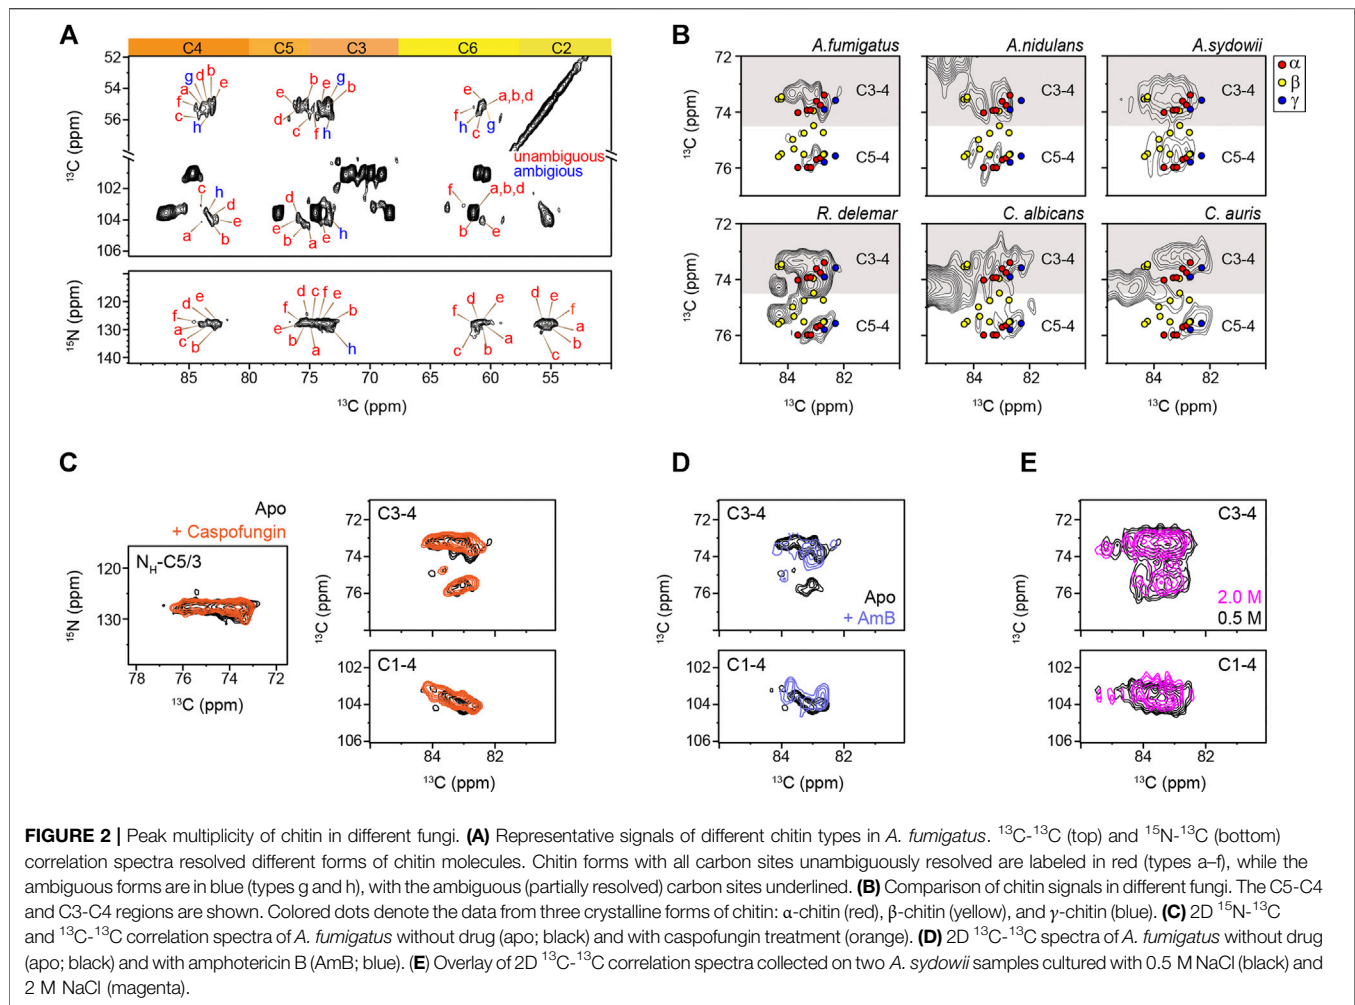 A
C4 C5 C3 C6 C2
52
56
102
104
106
¹³C (ppm)
g d b
a e
f
c
h
b g
e e b
d
c f h
e
f a,b,d
h c g
unambiguous
ambigious
c h
d
e
a b
d
e
b a e h
f a,b,d
c
b e
120
130
140
¹⁵N (ppm)
d e
f
a
c b
d c f e
f b
e
c a h
d e
f
c b a
d e f
a
c b
85 80 75 70 65 60 55
¹³C (ppm)
B
A.fumigatus A.nidulans A.sydowii
α
β
γ
72
74
76
¹³C (ppm)
C3-4 C3-4 C3-4
C5-4 C5-4 C5-4
R. delemar C. albicans C. auris
72
74
76
¹³C (ppm)
C3-4 C3-4 C3-4
C5-4 C5-4 C5-4
84 82 84 82 84 82
¹³C (ppm) ¹³C (ppm) ¹³C (ppm)
C
Apo
+ Caspofungin
N_H-C5/3
120
130
¹⁵N (ppm)
78 76 74 72
¹³C (ppm)
C3-4
72
74
76
¹³C (ppm)
C1-4
102
104
106
84 82
¹³C (ppm)
D
C3-4
72
74
76
¹³C (ppm)
Apo
+ AmB
C1-4
102
104
106
84 82
¹³C (ppm)
E
C3-4
72
74
76
¹³C (ppm)
2.0 M
0.5 M
C1-4
102
104
106
84 82
¹³C (ppm)
FIGURE 2 | Peak multiplicity of chitin in different fungi. (A) Representative signals of different chitin types in A. fumigatus. ¹³C-¹³C (top) and ¹⁵N-¹³C (bottom)
correlation spectra resolved different forms of chitin molecules. Chitin forms with all carbon sites unambiguously resolved are labeled in red (types a–f), while the
ambiguous forms are in blue (types g and h), with the ambiguous (partially resolved) carbon sites underlined. (B) Comparison of chitin signals in different fungi. The C5-C4
and C3-C4 regions are shown. Colored dots denote the data from three crystalline forms of chitin: α-chitin (red), β-chitin (yellow), and γ-chitin (blue). (C) 2D ¹⁵N-¹³C
and ¹³C-¹³C correlation spectra of A. fumigatus without drug (apo; black) and with caspofungin treatment (orange). (D) 2D ¹³C-¹³C spectra of A. fumigatus without drug
(apo; black) and with amphotericin B (AmB; blue). (E) Overlay of 2D ¹³C-¹³C correlation spectra collected on two A. sydowii samples cultured with 0.5 M NaCl (black) and
2 M NaCl (magenta).